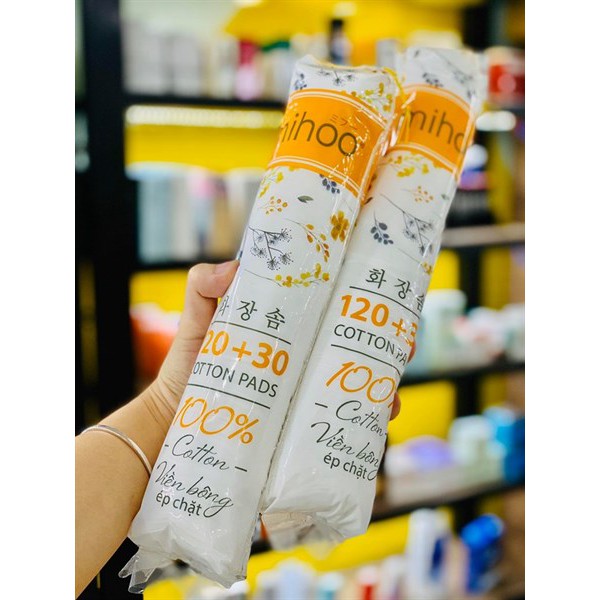 mihoo
화장솜
20+30
COTTON PADS
100%
Cotton
Viền bông
ép chặt
mihoo
화장솜
120+3
COTTON PA
100%
Cotton
Viền bông
ép chặt